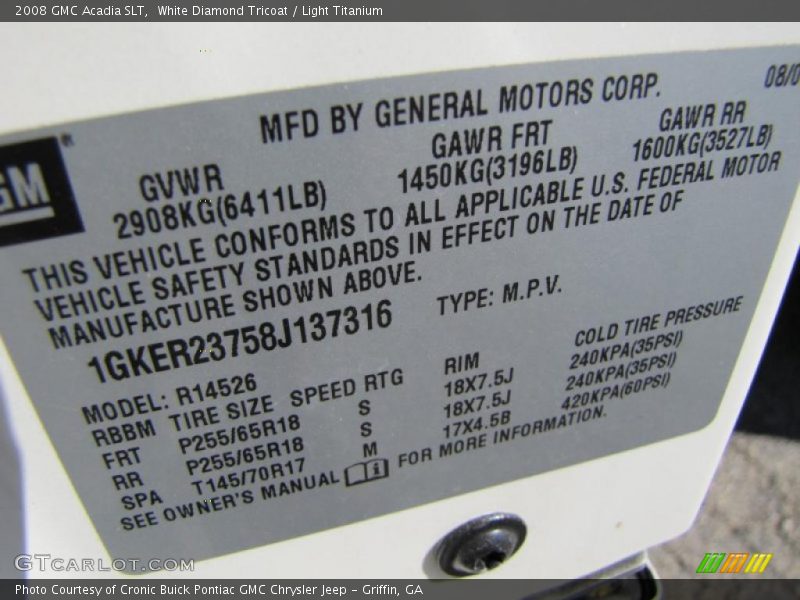 2008 GMC Acadia SLT, White Diamond Tricoat / Light Titanium
08/0
MFD BY GENERAL MOTORS CORP.
GM
GVWR GAWR FRT GAWR RR
2908KG(6411LB) 1450KG(3196LB) 1600KG(3527LB)
THIS VEHICLE CONFORMS TO ALL APPLICABLE U.S. FEDERAL MOTOR
VEHICLE SAFETY STANDARDS IN EFFECT ON THE DATE OF
MANUFACTURE SHOWN ABOVE.
1GKER23758J137316 TYPE: M.P.V.
MODEL: R14526
RBBM TIRE SIZE SPEED RTG RIM COLD TIRE PRESSURE
FRT P255/65R18 S 18X7.5J 240KPA(35PSI)
RR P255/65R18 S 18X7.5J 240KPA(35PSI)
SPA T145/70R17 M 17X4.5B 420KPA(60PSI)
SEE OWNER'S MANUAL FOR MORE INFORMATION.
GTCARLOT.COM
Photo Courtesy of Cronic Buick Pontiac GMC Chrysler Jeep - Griffin, GA